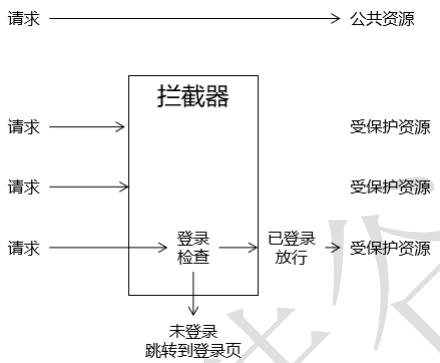 请求 公共资源
拦截器
请求 受保护资源
请求 受保护资源
请求 登录
检查 已登录
放行 受保护资源
未登录
跳转到登录页